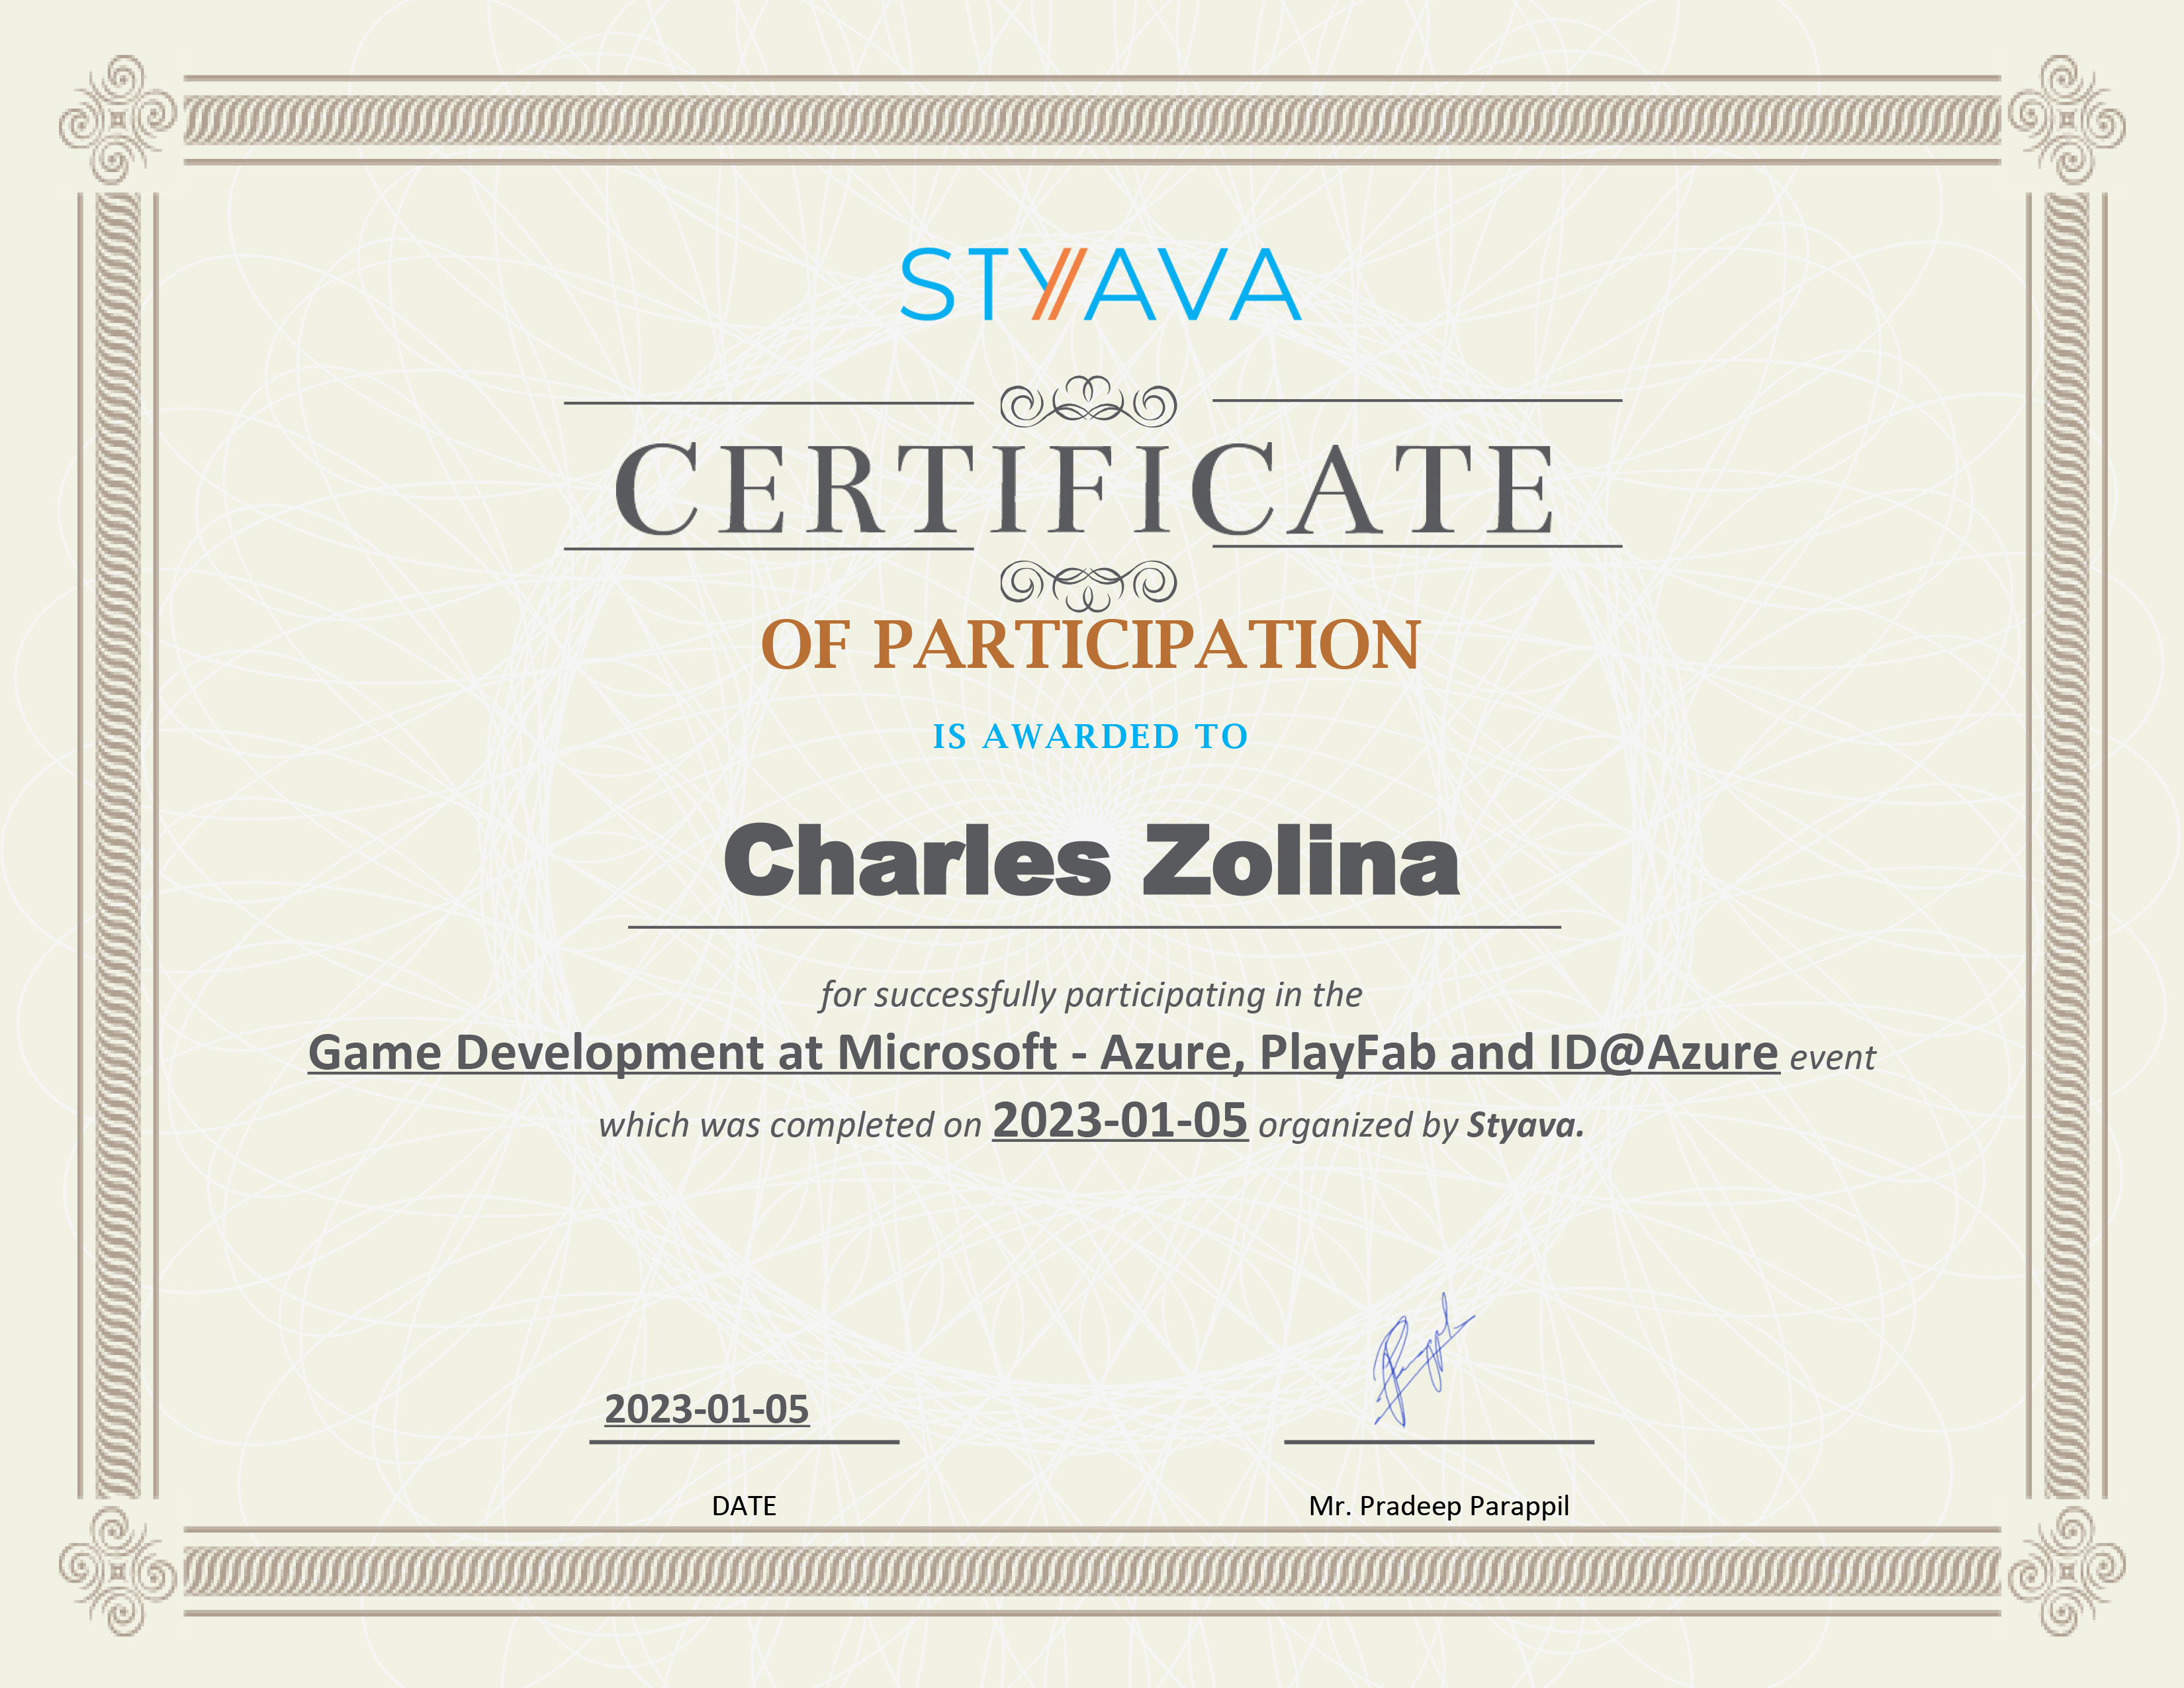 STYAVA
CERTIFICATE
OF PARTICIPATION
IS AWARDED TO
Charles Zolina
for successfully participating in the
Game Development at Microsoft - Azure, PlayFab and ID@Azure event
which was completed on 2023-01-05 organized by Styava.
2023-01-05
DATE
Mr. Pradeep Parappil